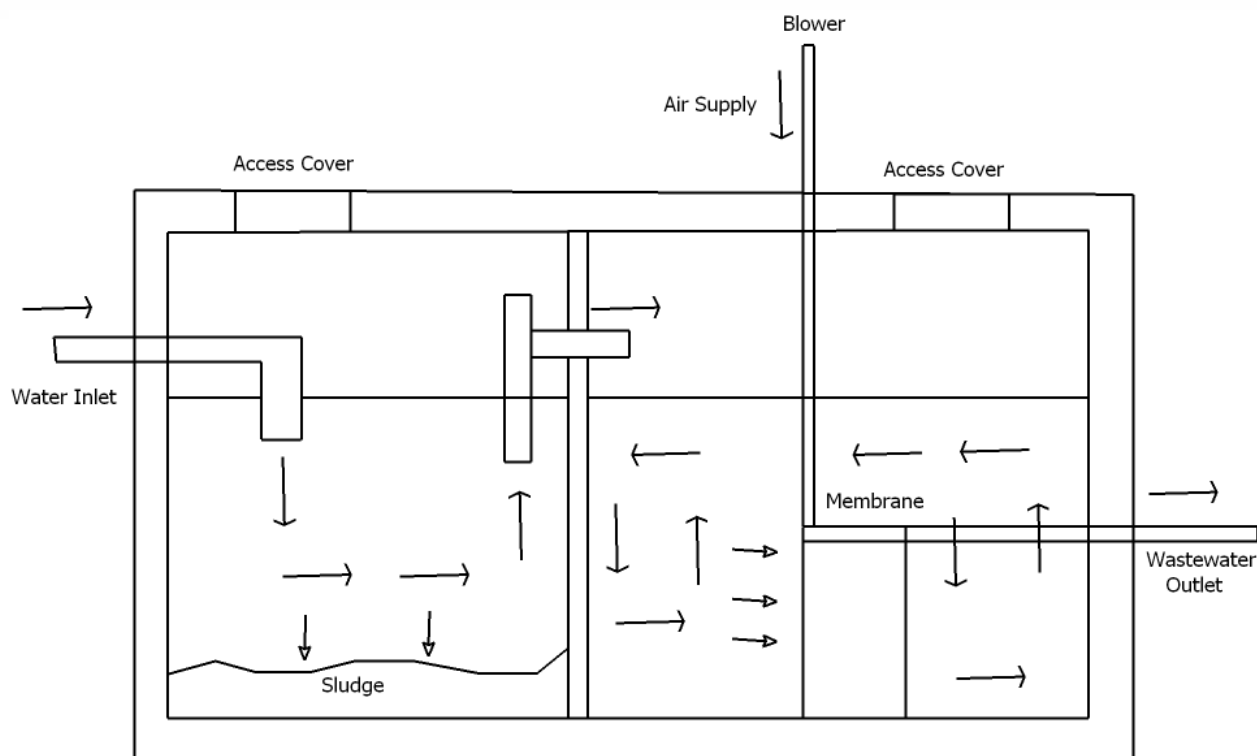 Blower
Air Supply
Access Cover
Access Cover
Water Inlet
Membrane
Wastewater
Outlet
Sludge